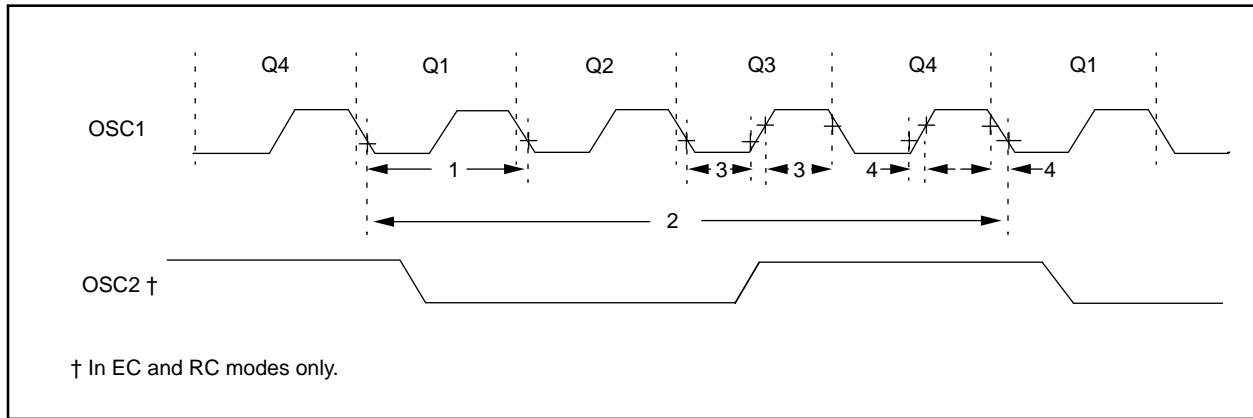 Q4 Q1 Q2 Q3 Q4 Q1
OSC1
1 3 3 4 4
2
OSC2 †
† In EC and RC modes only.